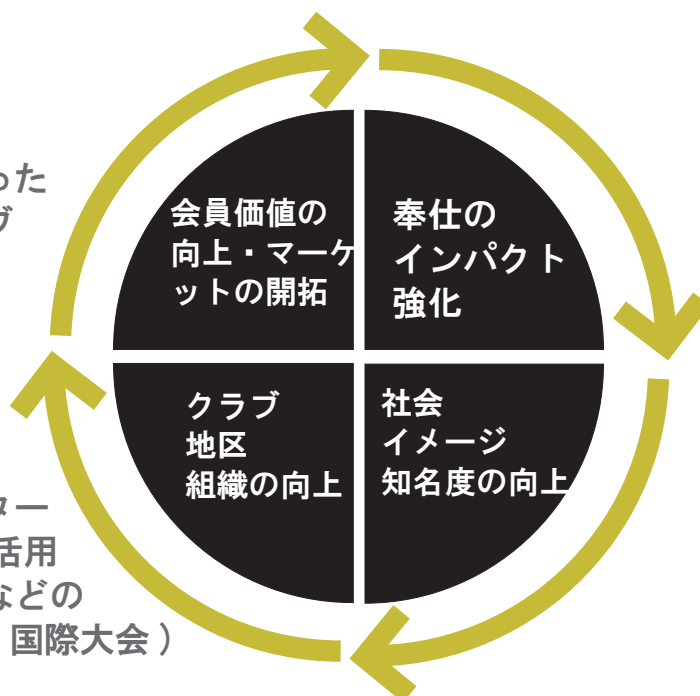 会員価値の
向上・マーケ
ットの開拓
奉仕の
インパクト
強化
クラブ
地区
組織の向上
社会
イメージ
知名度の向上
った
ヴ
ター
活用
などの
国際大会 )